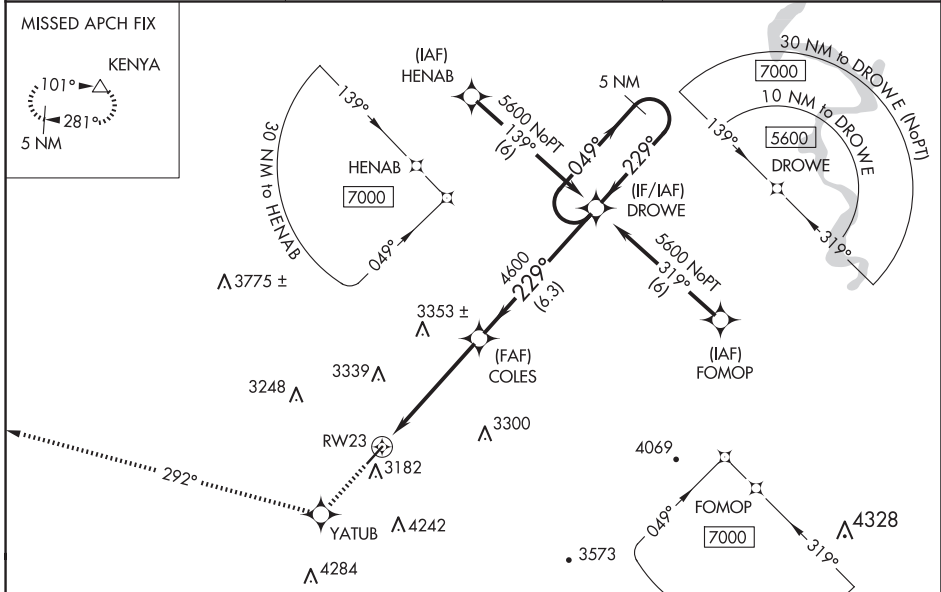 MISSED APCH FIX
KENYA
101°
281°
5 NM
(IAF)
HENAB
5600 NoPT
139°
(6)
5 NM
049°
229°
(IF/IAF)
DROWE
30 NM to DROWE (NoPT)
7000
10 NM to DROWE
5600
DROWE
139°
319°
139°
HENAB
7000
30 NM to HENAB
049°
5600 NoPT
319°
(6)
(IAF)
FOMOP
4600
229°
(6.3)
3775 ±
3353 ±
(FAF)
COLES
3339
3248
3300
RW23
3182
292°
YATUB
4242
4284
4069
FOMOP
7000
049°
319°
4328
3573